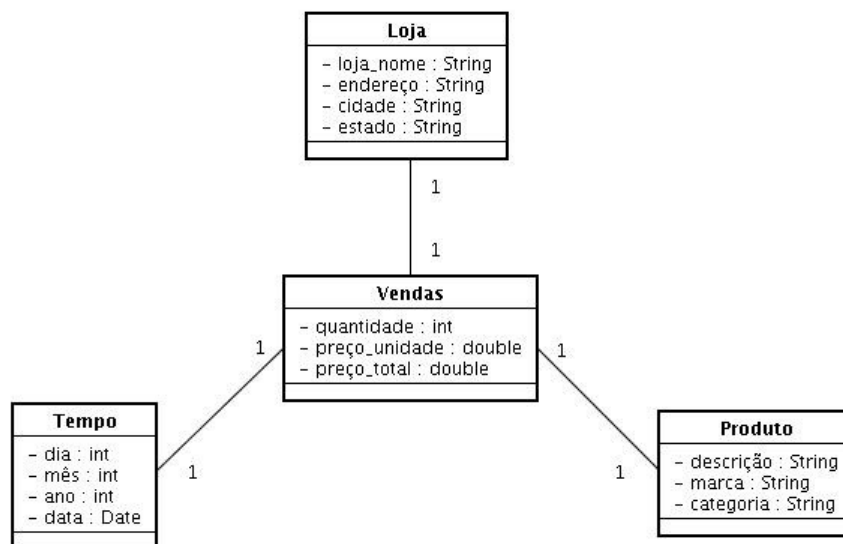 Loja
- loja_nome : String
- endereço : String
- cidade : String
- estado : String
1
1
Vendas
- quantidade : int
- preço_unidade : double
- preço_total : double
1
1
Tempo
- dia : int
- mês : int
- ano : int
- data : Date
1
1
Produto
- descrição : String
- marca : String
- categoria : String